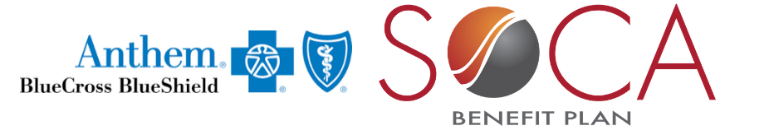 Anthem.
BlueCross BlueShield
SOCA
BENEFIT PLAN